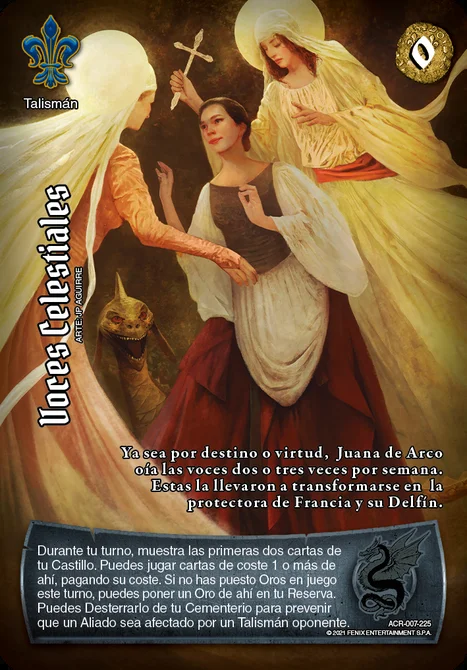 0
Talismán
Voces Celestiales
ARTE: JP AGUIRRE
Ya sea por destino o virtud, Juana de Arco
oía las voces dos o tres veces por semana.
Estas la llevaron a transformarse en la
protectora de Francia y su Delfín.
Durante tu turno, muestra las primeras dos cartas de
tu Castillo. Puedes jugar cartas de coste 1 o más de
ahí, pagando su coste. Si no has puesto Oros en juego
este turno, puedes poner un Oro de ahí en tu Reserva.
Puedes Desterrarlo de tu Cementerio para prevenir
que un Aliado sea afectado por un Talismán oponente.
ACR-007-225
© 2021 FENIX ENTERTAINMENT S.P.A.